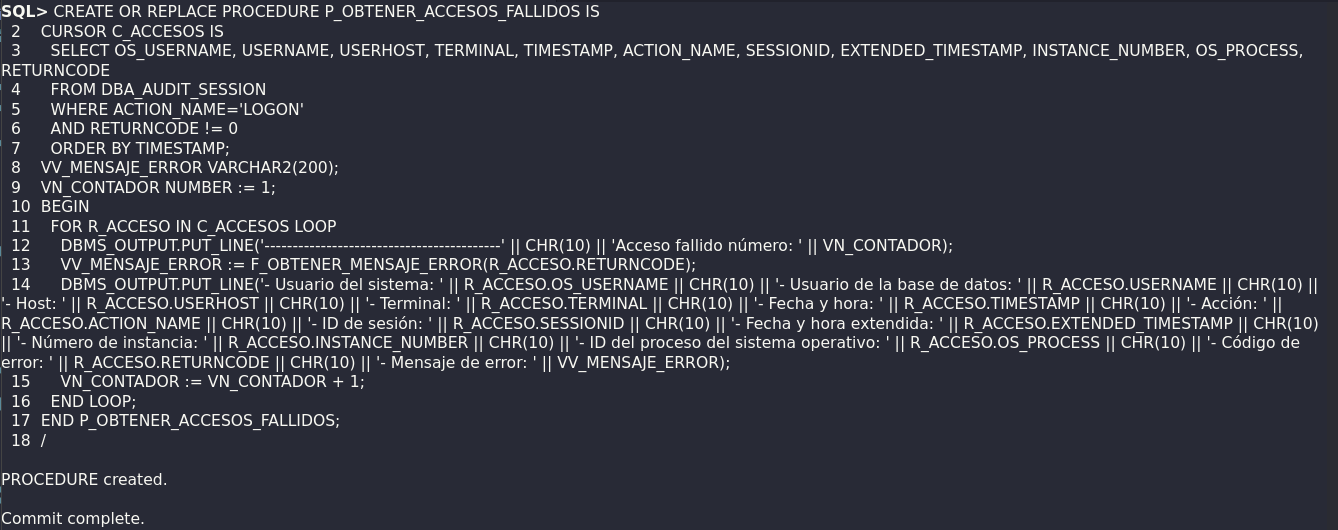 SQL> CREATE OR REPLACE PROCEDURE P_OBTENER_ACCESOS_FALLIDOS IS
2 CURSOR C_ACCESOS IS
3 SELECT OS_USERNAME, USERNAME, USERHOST, TERMINAL, TIMESTAMP, ACTION_NAME, SESSIONID, EXTENDED_TIMESTAMP, INSTANCE_NUMBER, OS_PROCESS,
RETURNCODE
4 FROM DBA_AUDIT_SESSION
5 WHERE ACTION_NAME='LOGON'
6 AND RETURNCODE != 0
7 ORDER BY TIMESTAMP;
8 VV_MENSAJE_ERROR VARCHAR2(200);
9 VN_CONTADOR NUMBER := 1;
10 BEGIN
11 FOR R_ACCESO IN C_ACCESOS LOOP
12 DBMS_OUTPUT.PUT_LINE('------------------------------------------' || CHR(10) || 'Acceso fallido número: ' || VN_CONTADOR);
13 VV_MENSAJE_ERROR := F_OBTENER_MENSAJE_ERROR(R_ACCESO.RETURNCODE);
14 DBMS_OUTPUT.PUT_LINE('- Usuario del sistema: ' || R_ACCESO.OS_USERNAME || CHR(10) || '- Usuario de la base de datos: ' || R_ACCESO.USERNAME || CHR(10) ||
'- Host: ' || R_ACCESO.USERHOST || CHR(10) || '- Terminal: ' || R_ACCESO.TERMINAL || CHR(10) || '- Fecha y hora: ' || R_ACCESO.TIMESTAMP || CHR(10) || '- Acción: ' ||
R_ACCESO.ACTION_NAME || CHR(10) || '- ID de sesión: ' || R_ACCESO.SESSIONID || CHR(10) || '- Fecha y hora extendida: ' || R_ACCESO.EXTENDED_TIMESTAMP || CHR(10)
|| '- Número de instancia: ' || R_ACCESO.INSTANCE_NUMBER || CHR(10) || '- ID del proceso del sistema operativo: ' || R_ACCESO.OS_PROCESS || CHR(10) || '- Código de
error: ' || R_ACCESO.RETURNCODE || CHR(10) || '- Mensaje de error: ' || VV_MENSAJE_ERROR);
15 VN_CONTADOR := VN_CONTADOR + 1;
16 END LOOP;
17 END P_OBTENER_ACCESOS_FALLIDOS;
18 /
PROCEDURE created.
Commit complete.